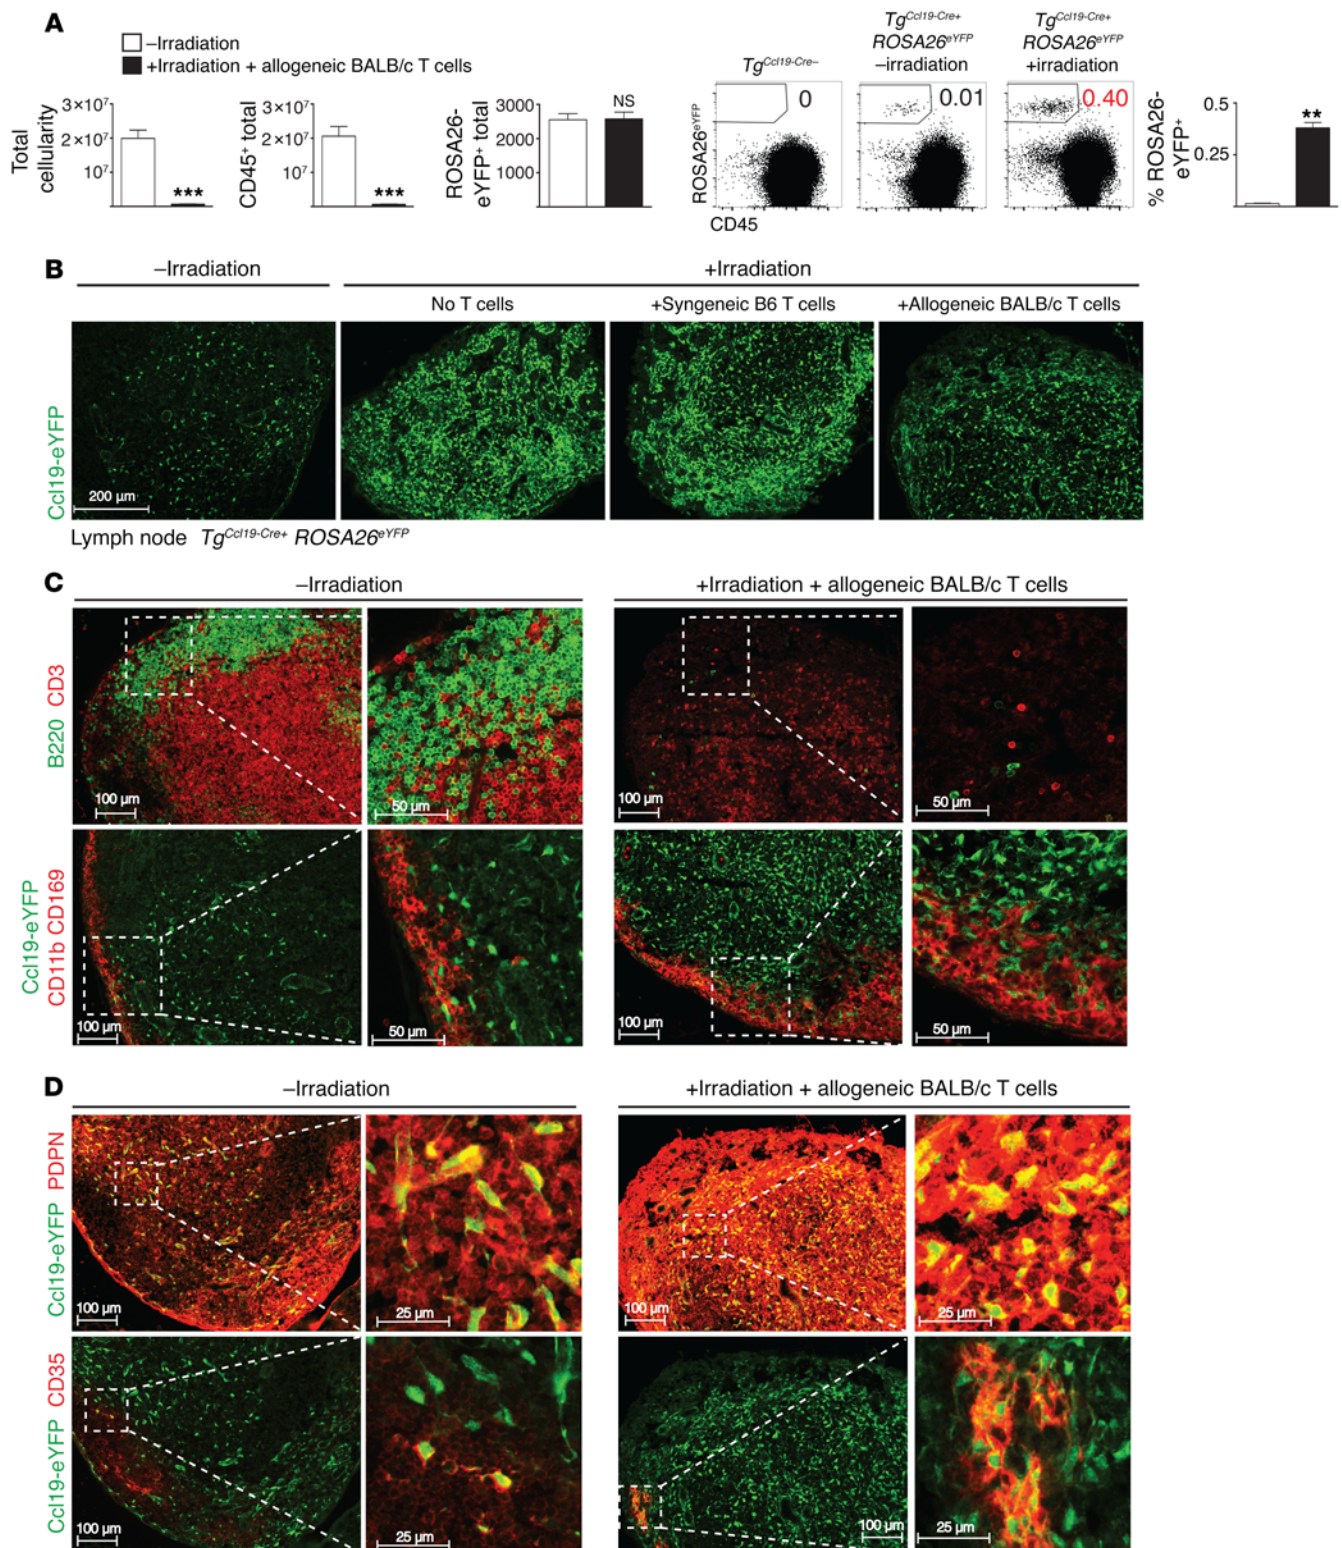 A
–Irradiation
+Irradiation + allogeneic BALB/c T cells
Total cellularity
3×10⁷
2×10⁷
10⁷
***
CD45⁺ total
3×10⁷
2×10⁷
10⁷
***
ROSA26-eYFP⁺ total
3000
2000
1000
NS
Tg^Ccl19-Cre–
Tg^Ccl19-Cre+ ROSA26^eYFP –irradiation
Tg^Ccl19-Cre+ ROSA26^eYFP +irradiation
ROSA26^eYFP
0
0.01
0.40
CD45
% ROSA26-eYFP⁺
0.5
0.25
**
B
–Irradiation
+Irradiation
No T cells
+Syngeneic B6 T cells
+Allogeneic BALB/c T cells
Ccl19-eYFP
200 µm
Lymph node Tg^Ccl19-Cre+ ROSA26^eYFP
C
–Irradiation
+Irradiation + allogeneic BALB/c T cells
B220 CD3
100 µm
50 µm
100 µm
50 µm
Ccl19-eYFP
CD11b CD169
100 µm
50 µm
100 µm
50 µm
D
–Irradiation
+Irradiation + allogeneic BALB/c T cells
Ccl19-eYFP PDPN
100 µm
25 µm
100 µm
25 µm
Ccl19-eYFP CD35
100 µm
25 µm
100 µm
25 µm